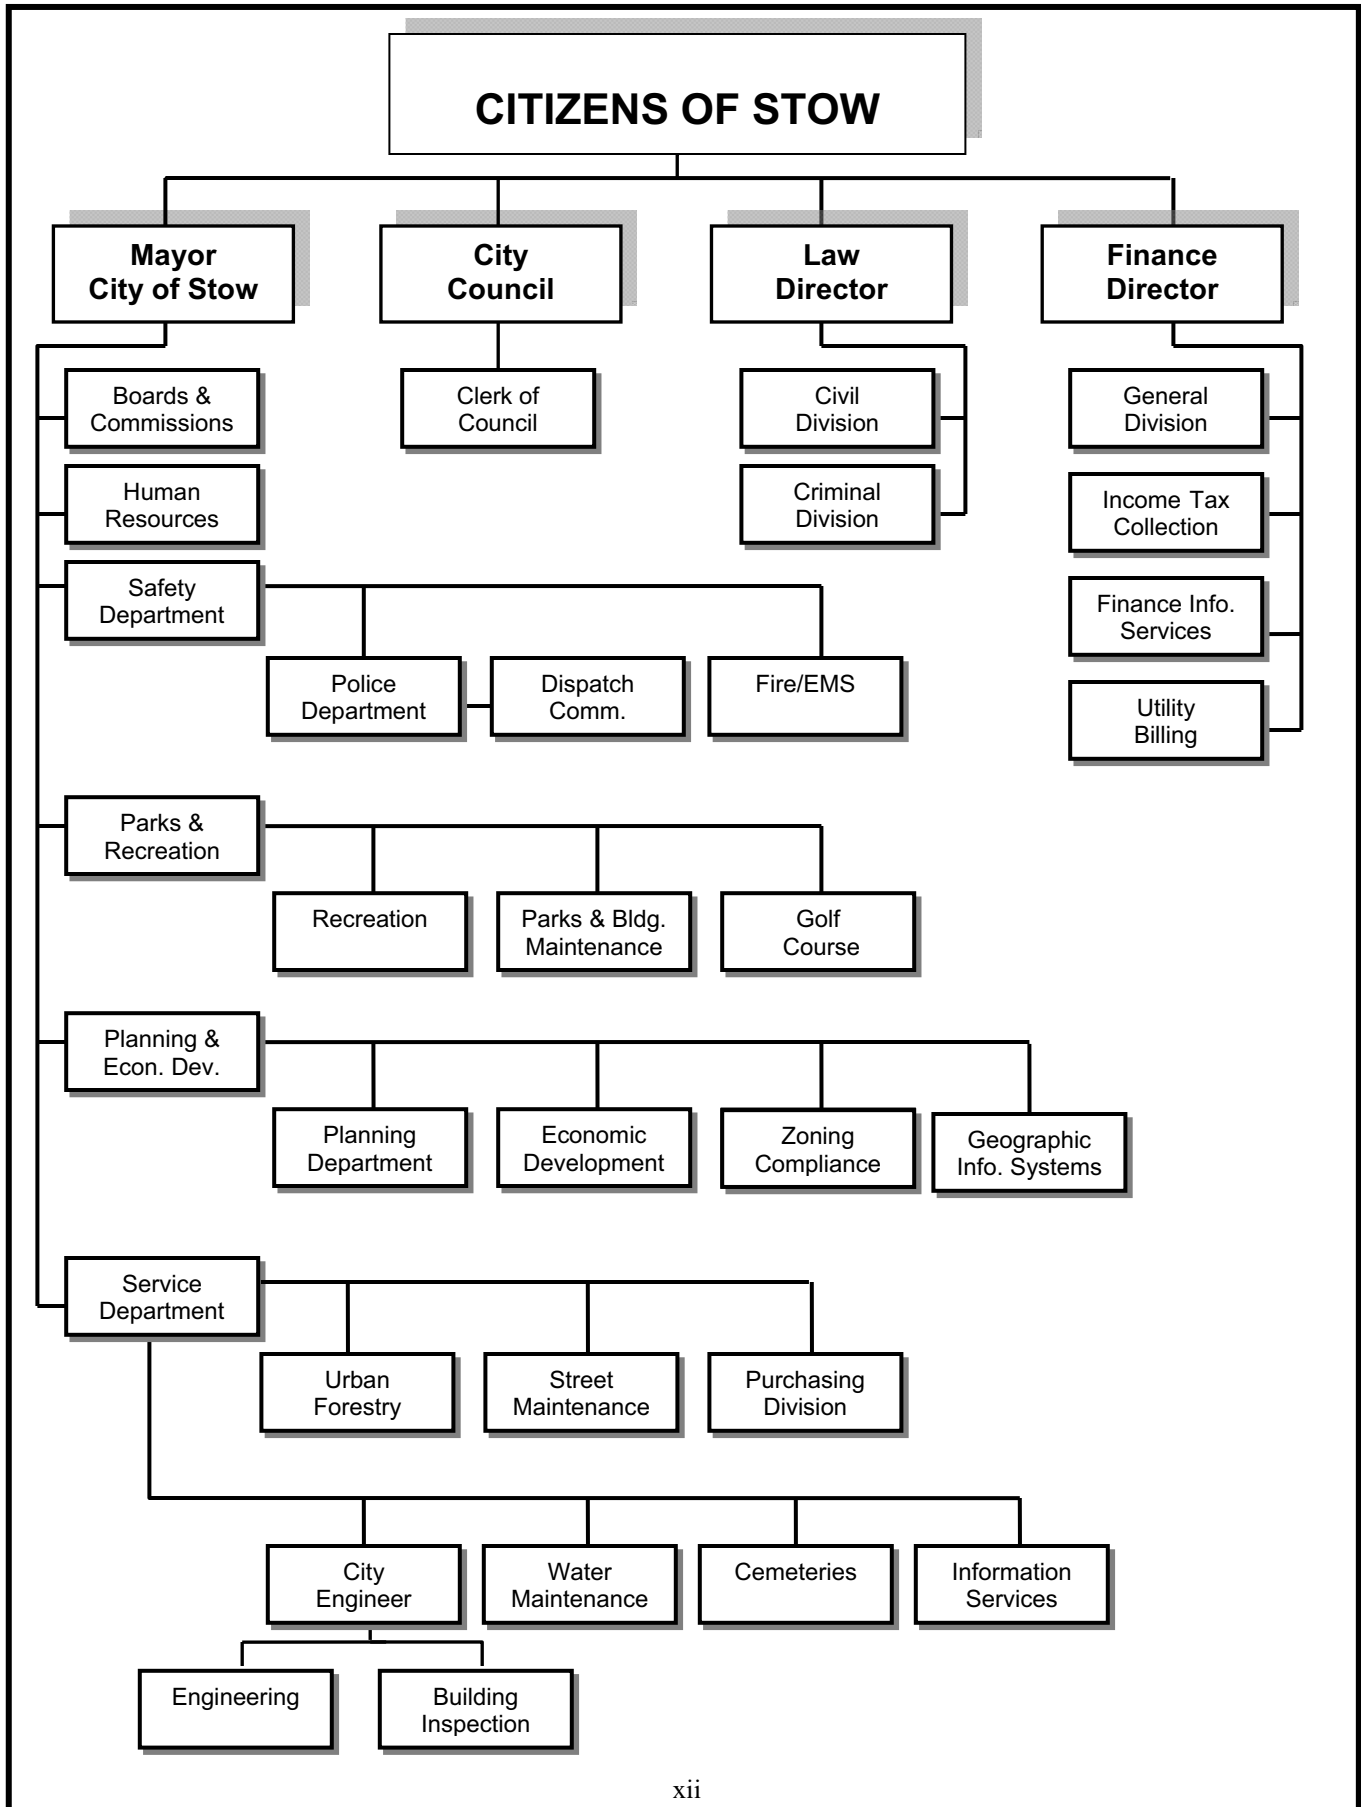 CITIZENS OF STOW
Mayor
City of Stow
City
Council
Law
Director
Finance
Director
Boards &
Commissions
Clerk of
Council
Civil
Division
General
Division
Human
Resources
Criminal
Division
Income Tax
Collection
Safety
Department
Finance Info.
Services
Police
Department
Dispatch
Comm.
Fire/EMS
Utility
Billing
Parks &
Recreation
Recreation
Parks & Bldg.
Maintenance
Golf
Course
Planning &
Econ. Dev.
Planning
Department
Economic
Development
Zoning
Compliance
Geographic
Info. Systems
Service
Department
Urban
Forestry
Street
Maintenance
Purchasing
Division
City
Engineer
Water
Maintenance
Cemeteries
Information
Services
Engineering
Building
Inspection
xii